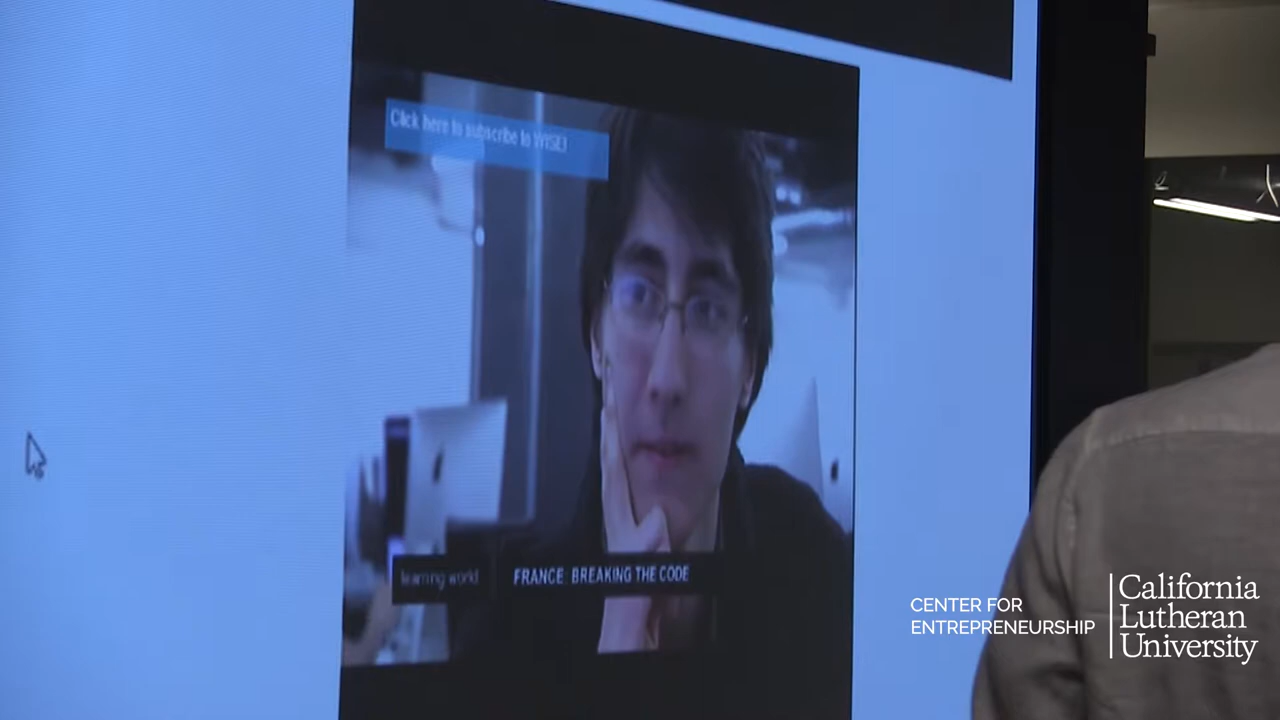 Click here to subscribe to WISE!
learning world
FRANCE: BREAKING THE CODE
CENTER FOR
ENTREPRENEURSHIP
California
Lutheran
University